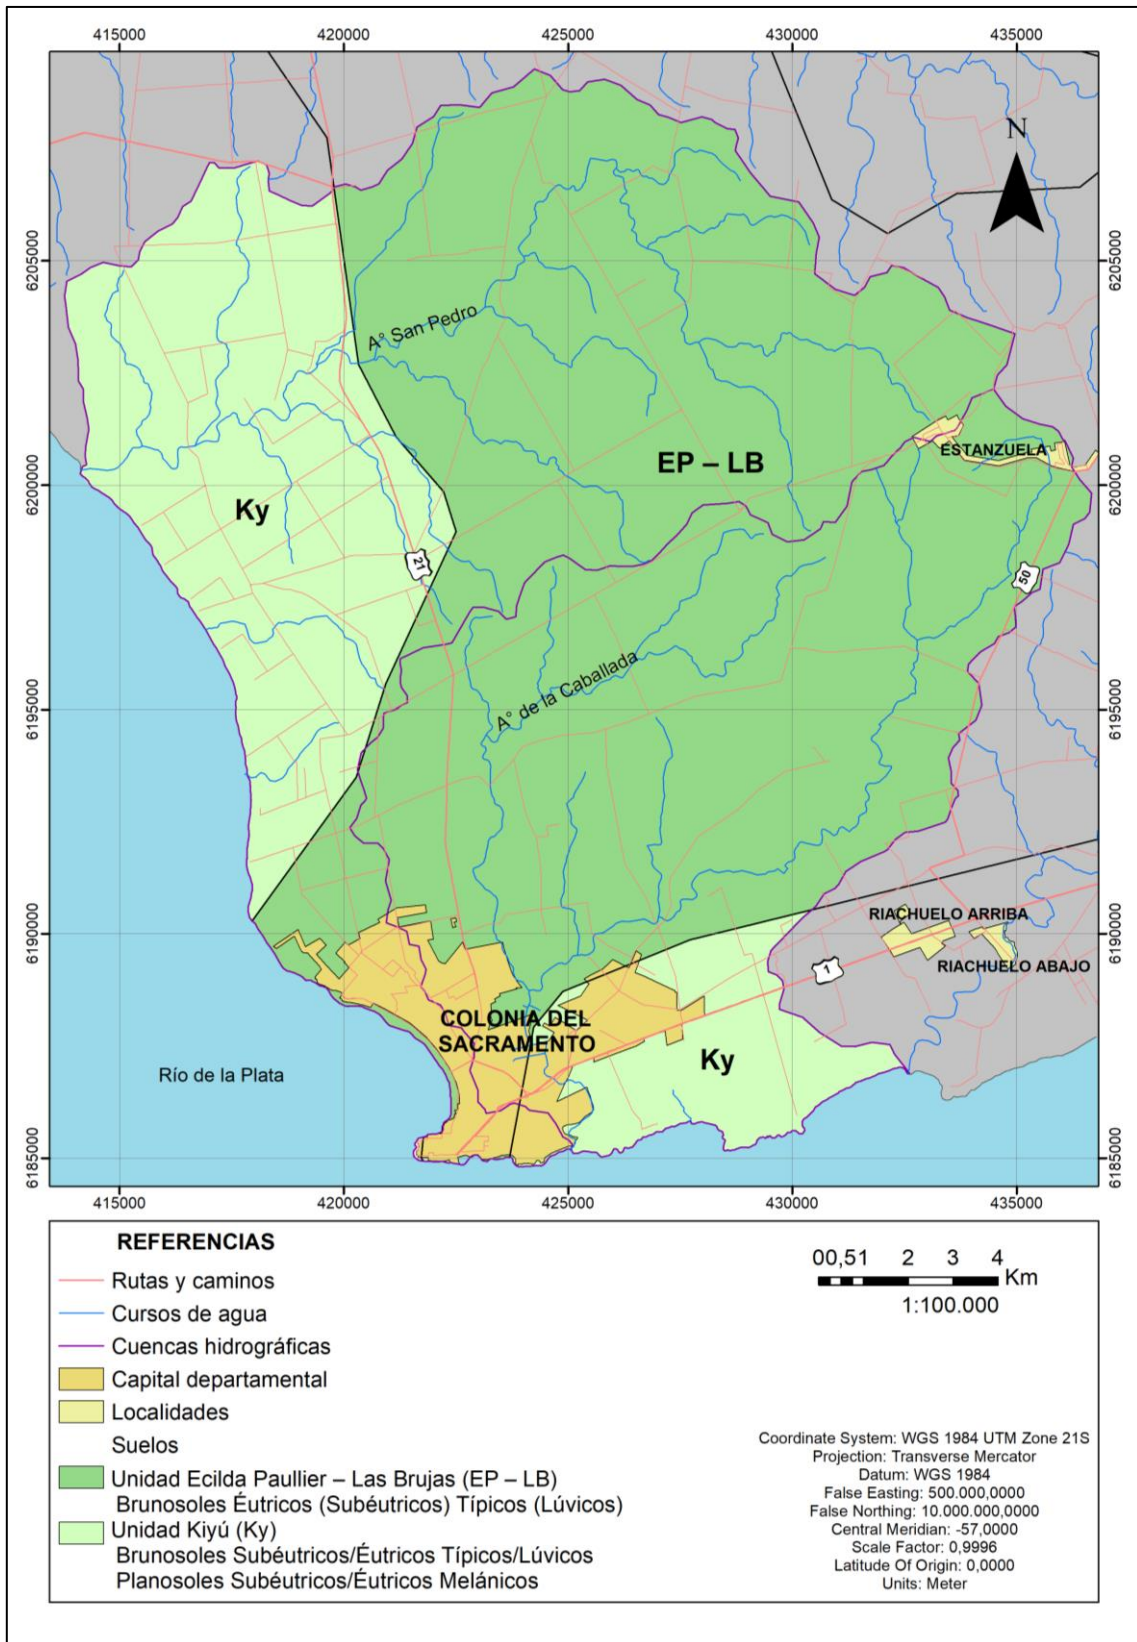 415000 420000 425000 430000 435000
N
6205000 6205000
A° San Pedro
EP – LB
ESTANZUELA
6200000 6200000
Ky
21
50
A° de la Caballada
6195000 6195000
RIACHUELO ARRIBA
6190000 6190000
RIACHUELO ABAJO
1
COLONIA DEL
SACRAMENTO
Ky
Río de la Plata
6185000 6185000
415000 420000 425000 430000 435000
REFERENCIAS
Rutas y caminos
Cursos de agua
Cuencas hidrográficas
Capital departamental
Localidades
Suelos
Unidad Ecilda Paullier – Las Brujas (EP – LB)
Brunosoles Éutricos (Subéutricos) Típicos (Lúvicos)
Unidad Kiyú (Ky)
Brunosoles Subéutricos/Éutricos Típicos/Lúvicos
Planosoles Subéutricos/Éutricos Melánicos
00,51 2 3 4
Km
1:100.000
Coordinate System: WGS 1984 UTM Zone 21S
Projection: Transverse Mercator
Datum: WGS 1984
False Easting: 500.000,0000
False Northing: 10.000.000,0000
Central Meridian: -57,0000
Scale Factor: 0,9996
Latitude Of Origin: 0,0000
Units: Meter